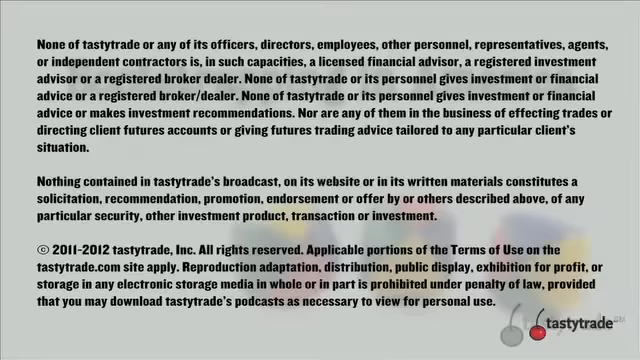 None of tastytrade or any of its officers, directors, employees, other personnel, representatives, agents,
or independent contractors is, in such capacities, a licensed financial advisor, a registered investment
advisor or a registered broker dealer. None of tastytrade or its personnel gives investment or financial
advice or a registered broker/dealer. None of tastytrade or its personnel gives investment or financial
advice or makes investment recommendations. Nor are any of them in the business of effecting trades or
directing client futures accounts or giving futures trading advice tailored to any particular client's
situation.
Nothing contained in tastytrade's broadcast, on its website or in its written materials constitutes a
solicitation, recommendation, promotion, endorsement or offer by or others described above, of any
particular security, other investment product, transaction or investment.
© 2011-2012 tastytrade, Inc. All rights reserved. Applicable portions of the Terms of Use on the
tastytrade.com site apply. Reproduction adaptation, distribution, public display, exhibition for profit, or
storage in any electronic storage media in whole or in part is prohibited under penalty of law, provided
that you may download tastytrade's podcasts as necessary to view for personal use.
tastytrade